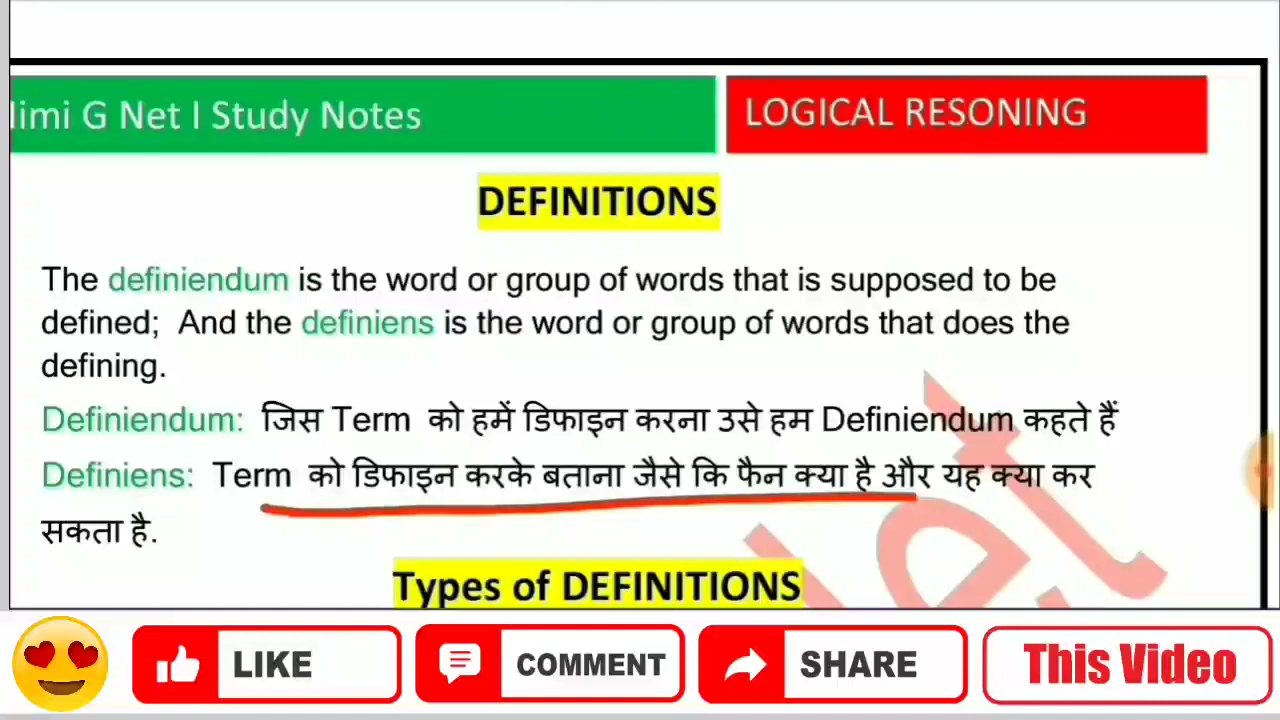 limi G Net I Study Notes
LOGICAL RESONING
DEFINITIONS
The definiendum is the word or group of words that is supposed to be
defined; And the definiens is the word or group of words that does the
defining.
Definiendum: जिस Term को हमें डिफाइन करना उसे हम Definiendum कहते हैं
Definiens: Term को डिफाइन करके बताना जैसे कि फैन क्या है और यह क्या कर
सकता है.
Types of DEFINITIONS
LIKE
COMMENT
SHARE
This Video